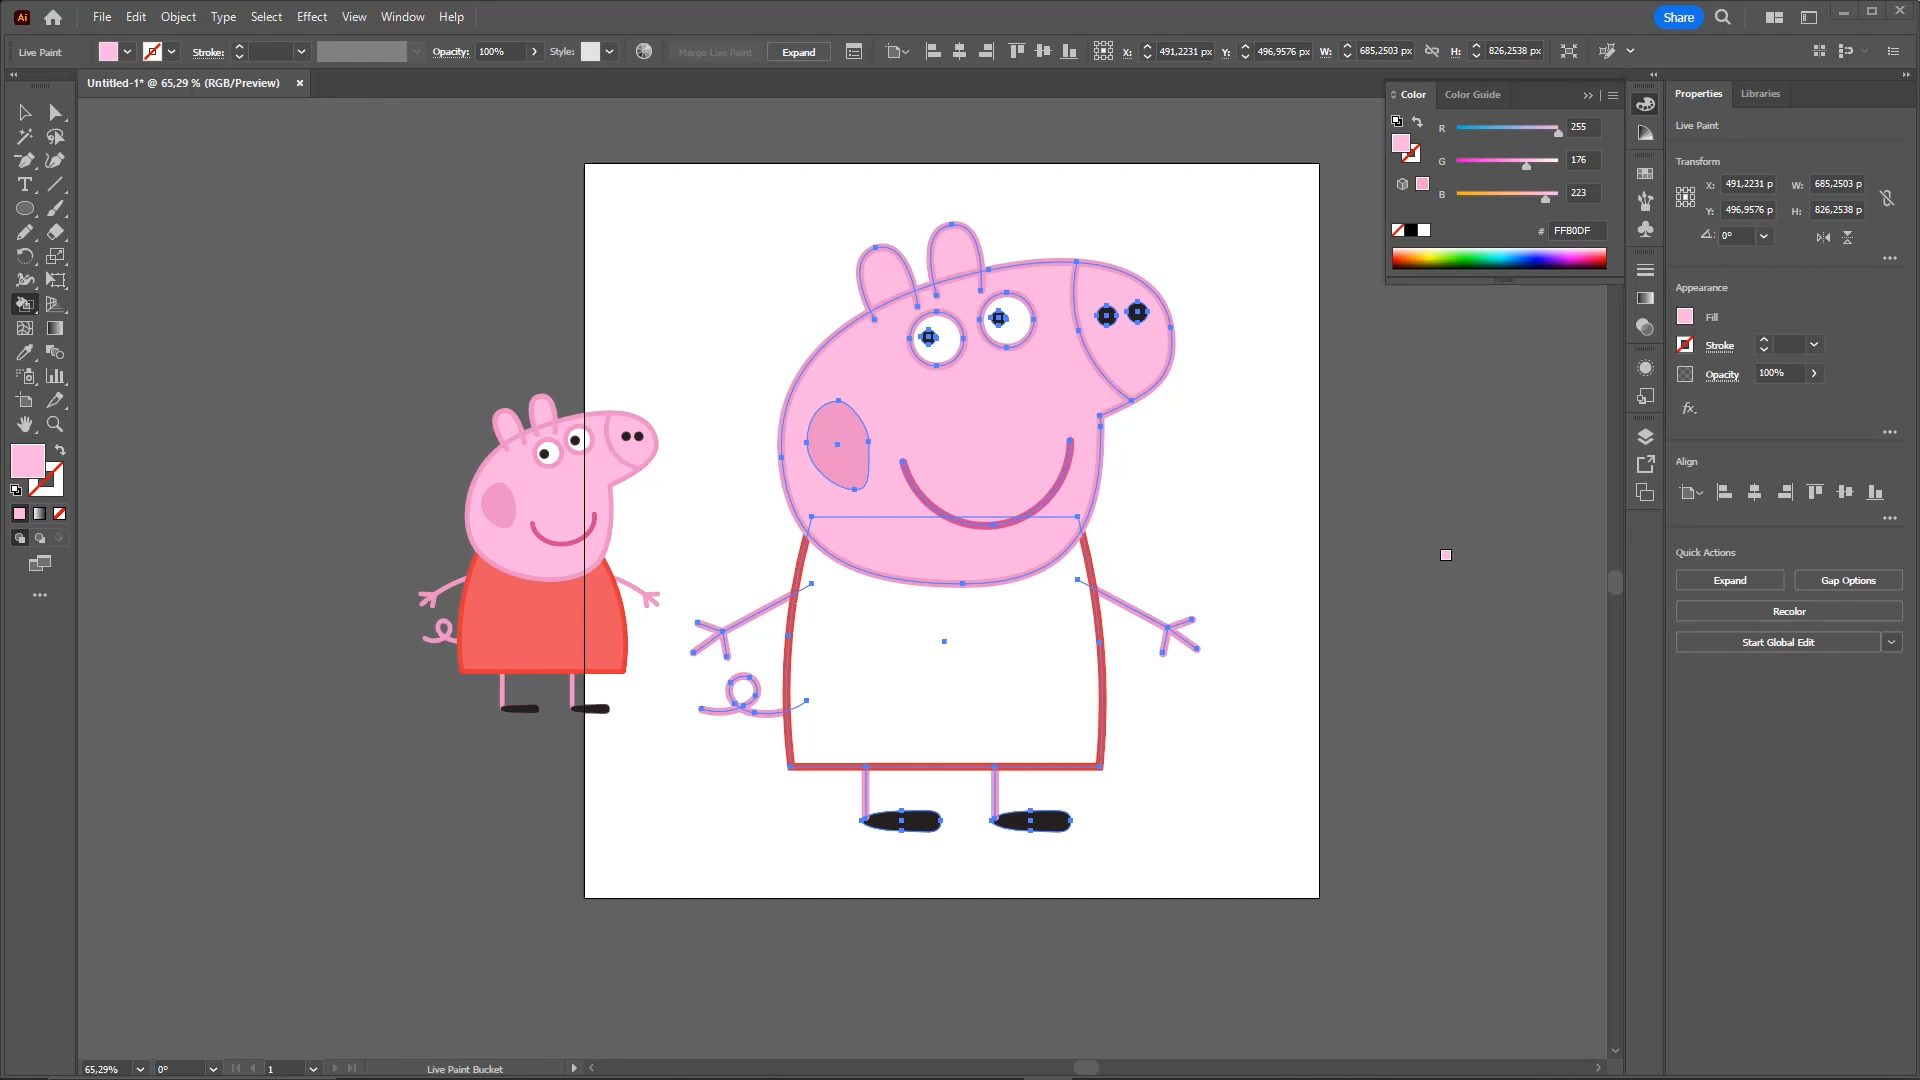 Ai File Edit Object Type Select Effect View Window Help Share
Live Paint Stroke: Opacity: 100% Style: Merge Live Paint Expand X: 491,2231 px Y: 496,9576 px W: 685,2503 px H: 826,2538 px
Untitled-1* @ 65,29 % (RGB/Preview)
Color Color Guide
R 255
G 176
B 223
# FFB0DF
Properties Libraries
Live Paint
Transform
X: 491,2231 p W: 685,2503 p
Y: 496,9576 p H: 826,2538 p
0°
Appearance
Fill
Stroke
Opacity 100%
fx.
Align
Quick Actions
Expand Gap Options
Recolor
Start Global Edit
65,29% 0° 1 Live Paint Bucket